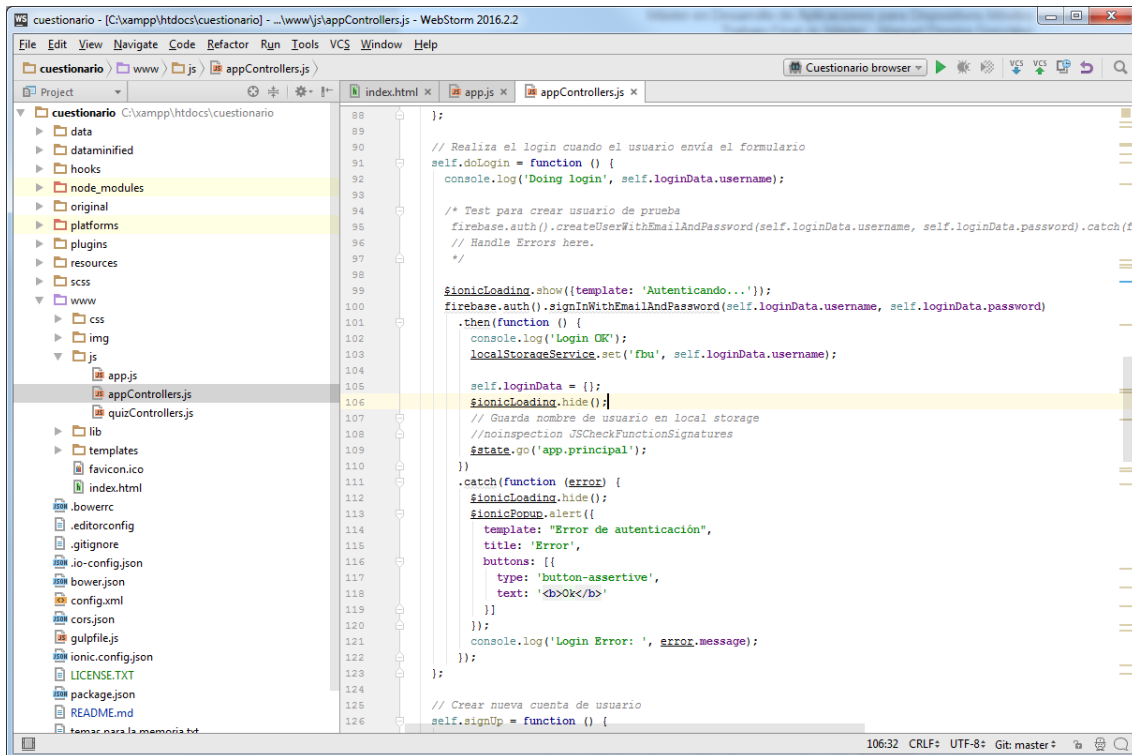 cuestionario - [C:\xampp\htdocs\cuestionario] - ...\www\js\appControllers.js - WebStorm 2016.2.2
File Edit View Navigate Code Refactor Run Tools VCS Window Help
cuestionario www js appControllers.js Cuestionario browser VCS VCS
Project index.html app.js appControllers.js
cuestionario C:\xampp\htdocs\cuestionario
data
dataminified
hooks
node_modules
original
platforms
plugins
resources
scss
www
css
img
js
app.js
appControllers.js
quizControllers.js
lib
templates
favicon.ico
index.html
.bowerrc
.editorconfig
.gitignore
.io-config.json
bower.json
config.xml
cors.json
gulpfile.js
ionic.config.json
LICENSE.TXT
package.json
README.md
temas para la memoria.txt
88 };
89
90 // Realiza el login cuando el usuario envía el formulario
91 self.doLogin = function () {
92 console.log('Doing login', self.loginData.username);
93
94 /* Test para crear usuario de prueba
95 firebase.auth().createUserWithEmailAndPassword(self.loginData.username, self.loginData.password).catch(f
96 // Handle Errors here.
97 */
98
99 $ionicLoading.show({template: 'Autenticando...'});
100 firebase.auth().signInWithEmailAndPassword(self.loginData.username, self.loginData.password)
101 .then(function () {
102 console.log('Login OK');
103 localStorageService.set('fbu', self.loginData.username);
104
105 self.loginData = {};
106 $ionicLoading.hide();
107 // Guarda nombre de usuario en local storage
108 //noinspection JSCheckFunctionSignatures
109 $state.go('app.principal');
110 })
111 .catch(function (error) {
112 $ionicLoading.hide();
113 $ionicPopup.alert({
114 template: "Error de autenticación",
115 title: 'Error',
116 buttons: [{
117 type: 'button-assertive',
118 text: '<b>Ok</b>'
119 }]
120 });
121 console.log('Login Error: ', error.message);
122 });
123 };
124
125 // Crear nueva cuenta de usuario
126 self.signUp = function () {
106:32 CRLF UTF-8 Git: master